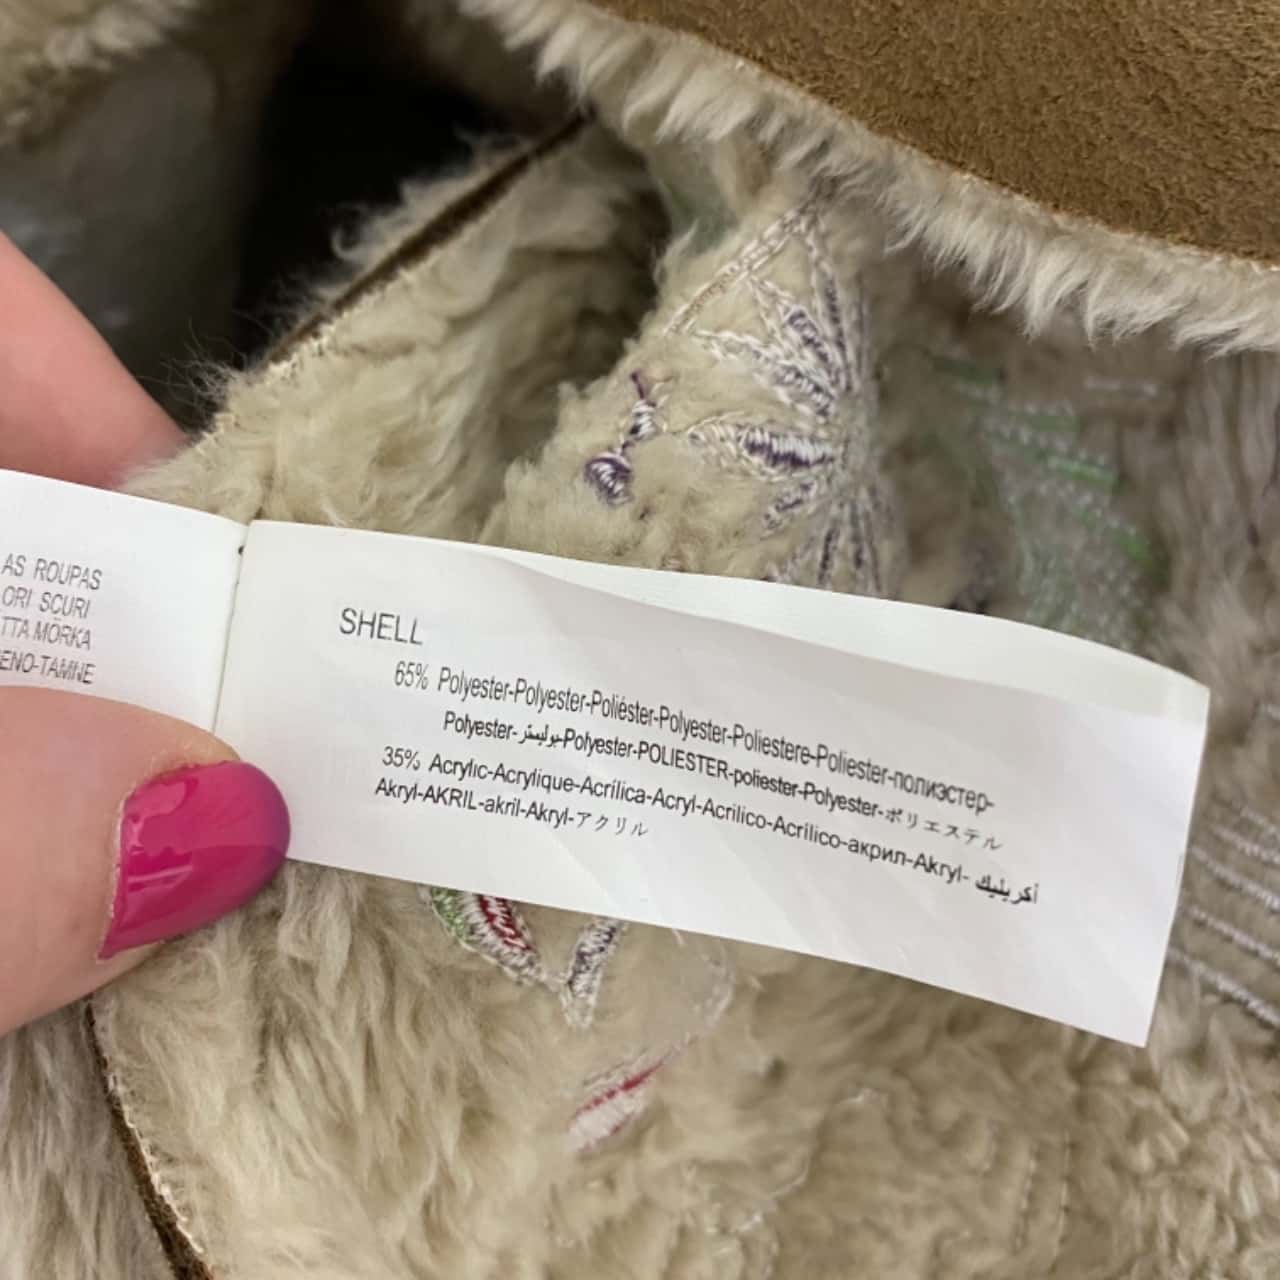 AS ROUPAS
ORI SCURI
TTA MÖRKA
ENO-TAMNE
SHELL
65% Polyester-Polyester-Poliéster-Polyester-Poliestere-Poliester-полиэстер-
Polyester-بوليستر-Polyester-POLIESTER-poliester-Polyester-ポリエステル
35% Acrylic-Acrylique-Acrílica-Acryl-Acrilico-Acrílico-акрил-Akryl-أكريليك
Akryl-AKRIL-akril-Akryl-アクリル